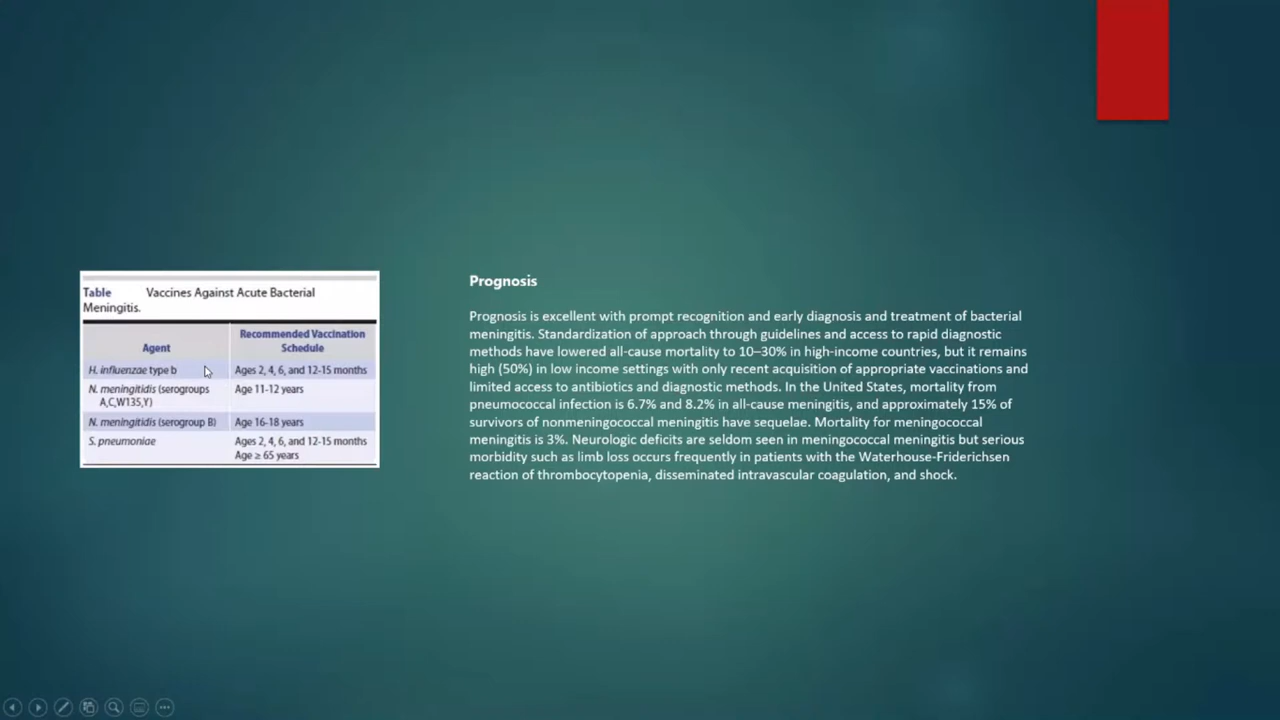 Table Vaccines Against Acute Bacterial
Meningitis.
Agent
Recommended Vaccination
Schedule
H. influenzae type b
Ages 2, 4, 6, and 12-15 months
N. meningitidis (serogroups
A,C,W135,Y)
Age 11-12 years
N. meningitidis (serogroup B)
Age 16-18 years
S. pneumoniae
Ages 2, 4, 6, and 12-15 months
Age ≥ 65 years
Prognosis
Prognosis is excellent with prompt recognition and early diagnosis and treatment of bacterial
meningitis. Standardization of approach through guidelines and access to rapid diagnostic
methods have lowered all-cause mortality to 10–30% in high-income countries, but it remains
high (50%) in low income settings with only recent acquisition of appropriate vaccinations and
limited access to antibiotics and diagnostic methods. In the United States, mortality from
pneumococcal infection is 6.7% and 8.2% in all-cause meningitis, and approximately 15% of
survivors of nonmeningococcal meningitis have sequelae. Mortality for meningococcal
meningitis is 3%. Neurologic deficits are seldom seen in meningococcal meningitis but serious
morbidity such as limb loss occurs frequently in patients with the Waterhouse-Friderichsen
reaction of thrombocytopenia, disseminated intravascular coagulation, and shock.